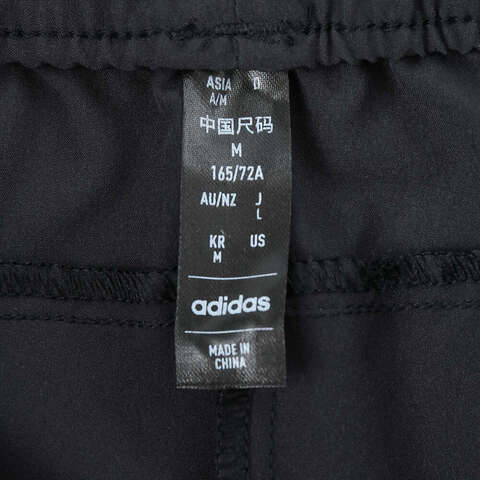 ASIA D
A/M
中国尺码
M
165/72A
AU/NZ J
L
KR US
M
adidas
MADE IN
CHINA